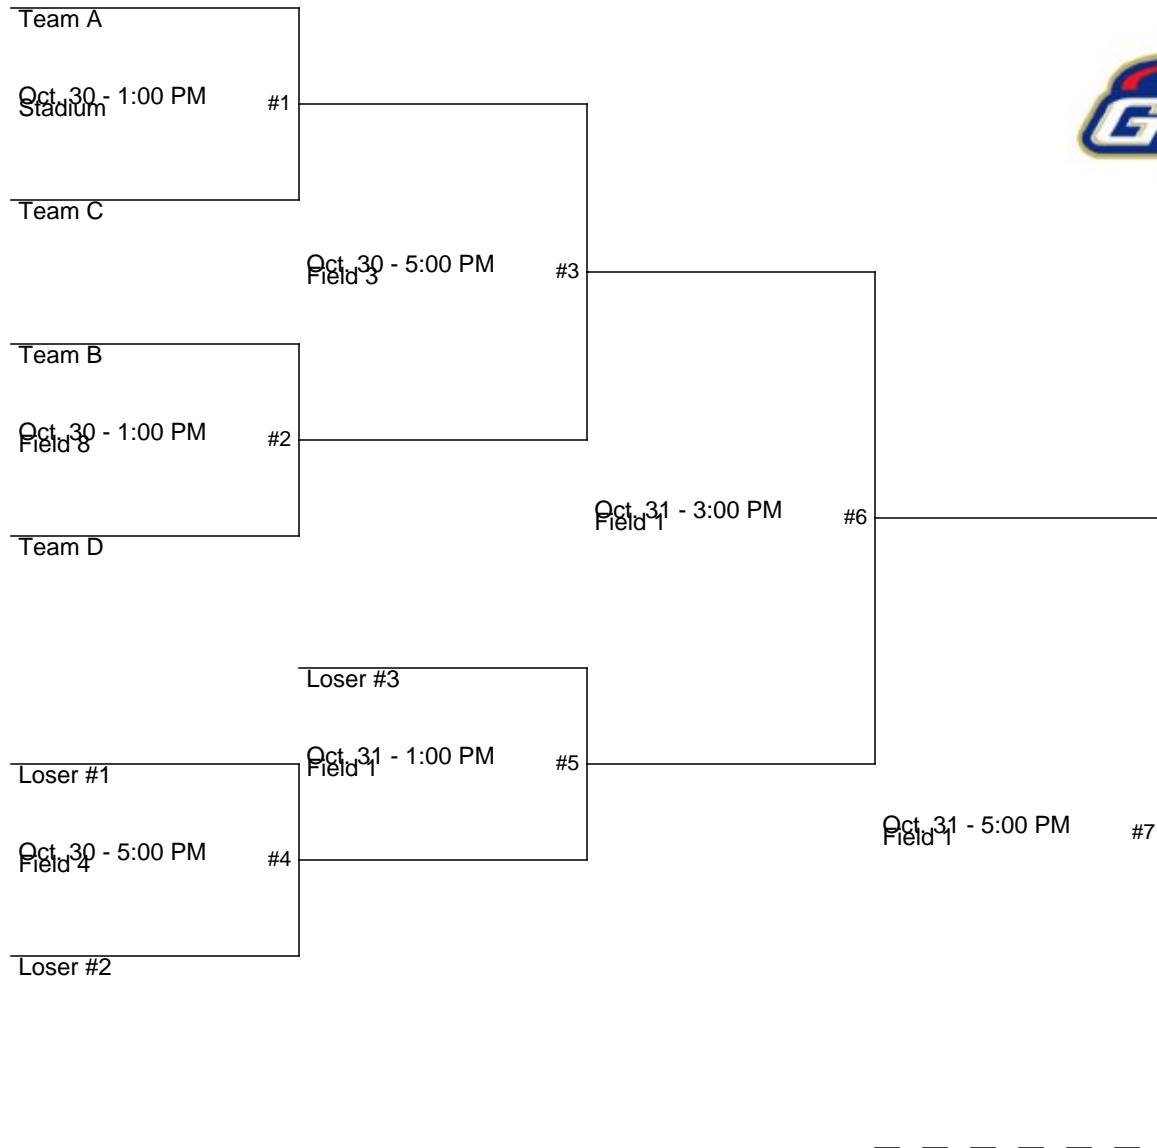 Team A
Oct. 30 - 1:00 PM
Stadium
#1
Team C
Oct. 30 - 5:00 PM
Field 3
#3
Team B
Oct. 30 - 1:00 PM
Field 8
#2
Team D
Oct. 31 - 3:00 PM
Field 1
#6
Loser #3
Oct. 31 - 1:00 PM
Field 1
#5
Loser #1
Oct. 30 - 5:00 PM
Field 4
#4
Loser #2
Oct. 31 - 5:00 PM
Field 1
#7
G